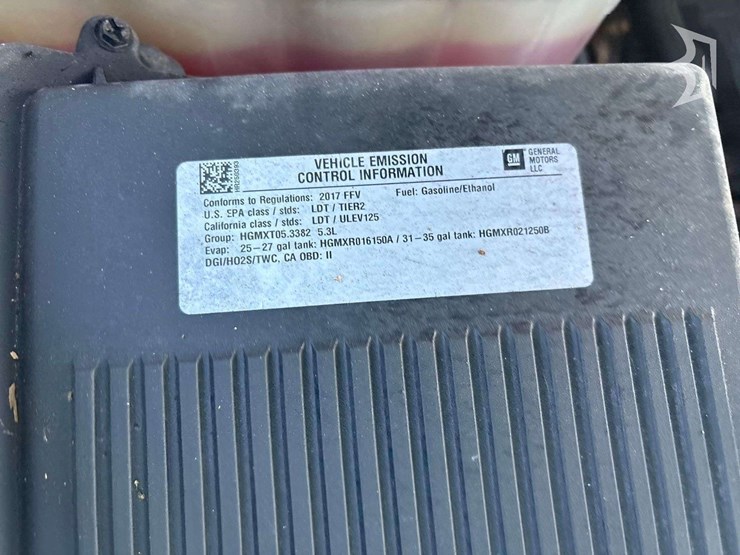 VEHICLE EMISSION
CONTROL INFORMATION
GM
GENERAL
MOTORS
LLC
Conforms to Regulations: 2017 FFV Fuel: Gasoline/Ethanol
U.S. EPA class / stds: LDT / TIER2
California class / stds: LDT / ULEV125
Group: HGMXT05.3382 5.3L
Evap: 25-27 gal tank: HGMXR016150A / 31-35 gal tank: HGMXR021250B
DGI/HO2S/TWC, CA OBD: II